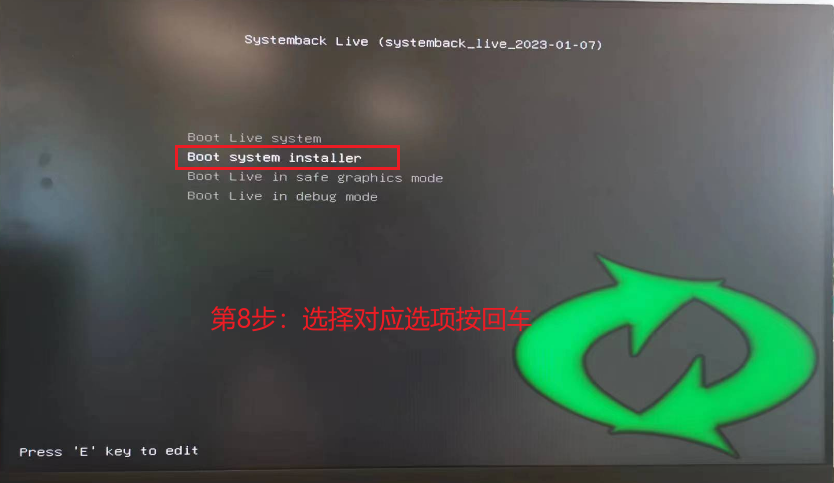 Systemback Live (systemback_live_2023-01-07)
Boot Live system
Boot system installer
Boot Live in safe graphics mode
Boot Live in debug mode
第8步：选择对应选项按回车
Press 'E' key to edit